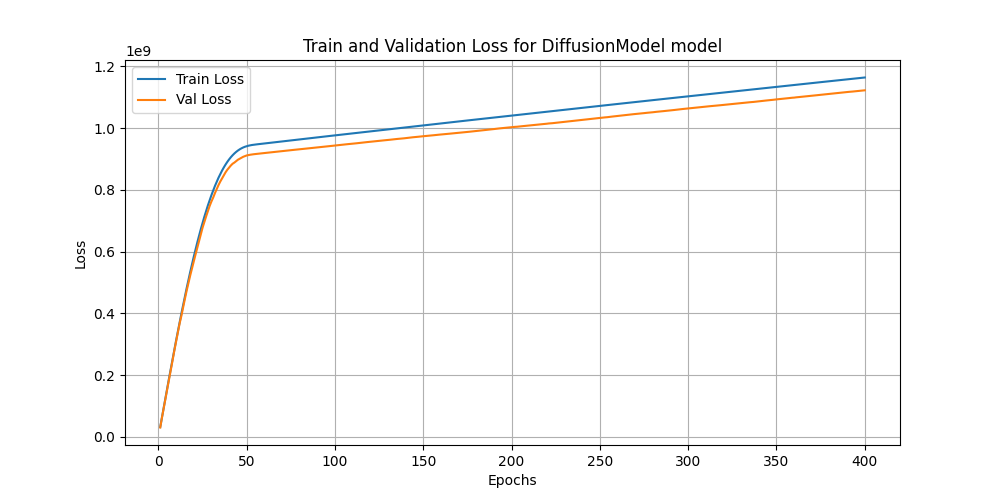 Train and Validation Loss for DiffusionModel model
1e9
Train Loss
Val Loss
1.2
1.0
0.8
0.6
0.4
0.2
0.0
Loss
0 50 100 150 200 250 300 350 400
Epochs